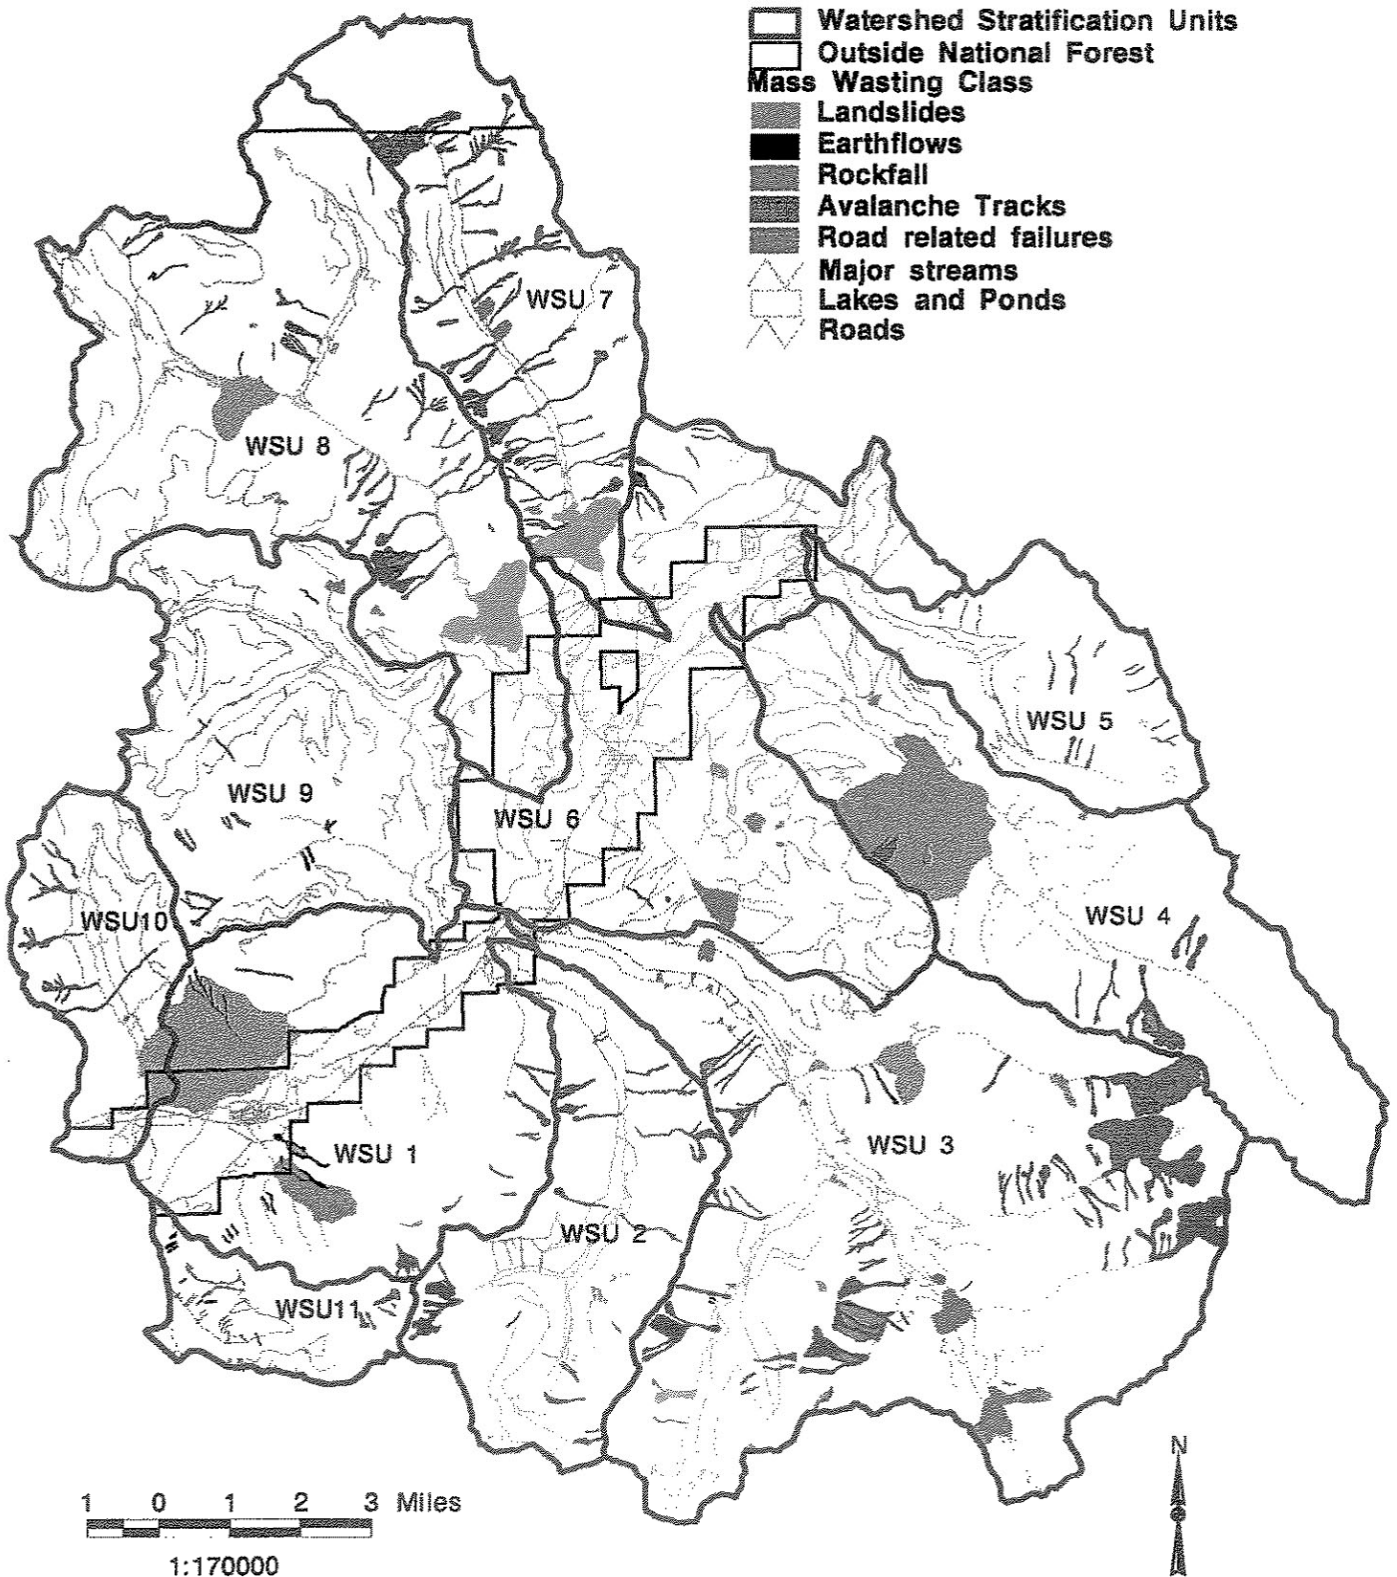 Watershed Stratification Units
Outside National Forest
Mass Wasting Class
Landslides
Earthflows
Rockfall
Avalanche Tracks
Road related failures
Major streams
Lakes and Ponds
Roads
WSU 7
WSU 8
WSU 5
WSU 9
WSU 6
WSU10
WSU 4
WSU 1
WSU 3
WSU 2
WSU11
N
1 0 1 2 3 Miles
1:170000